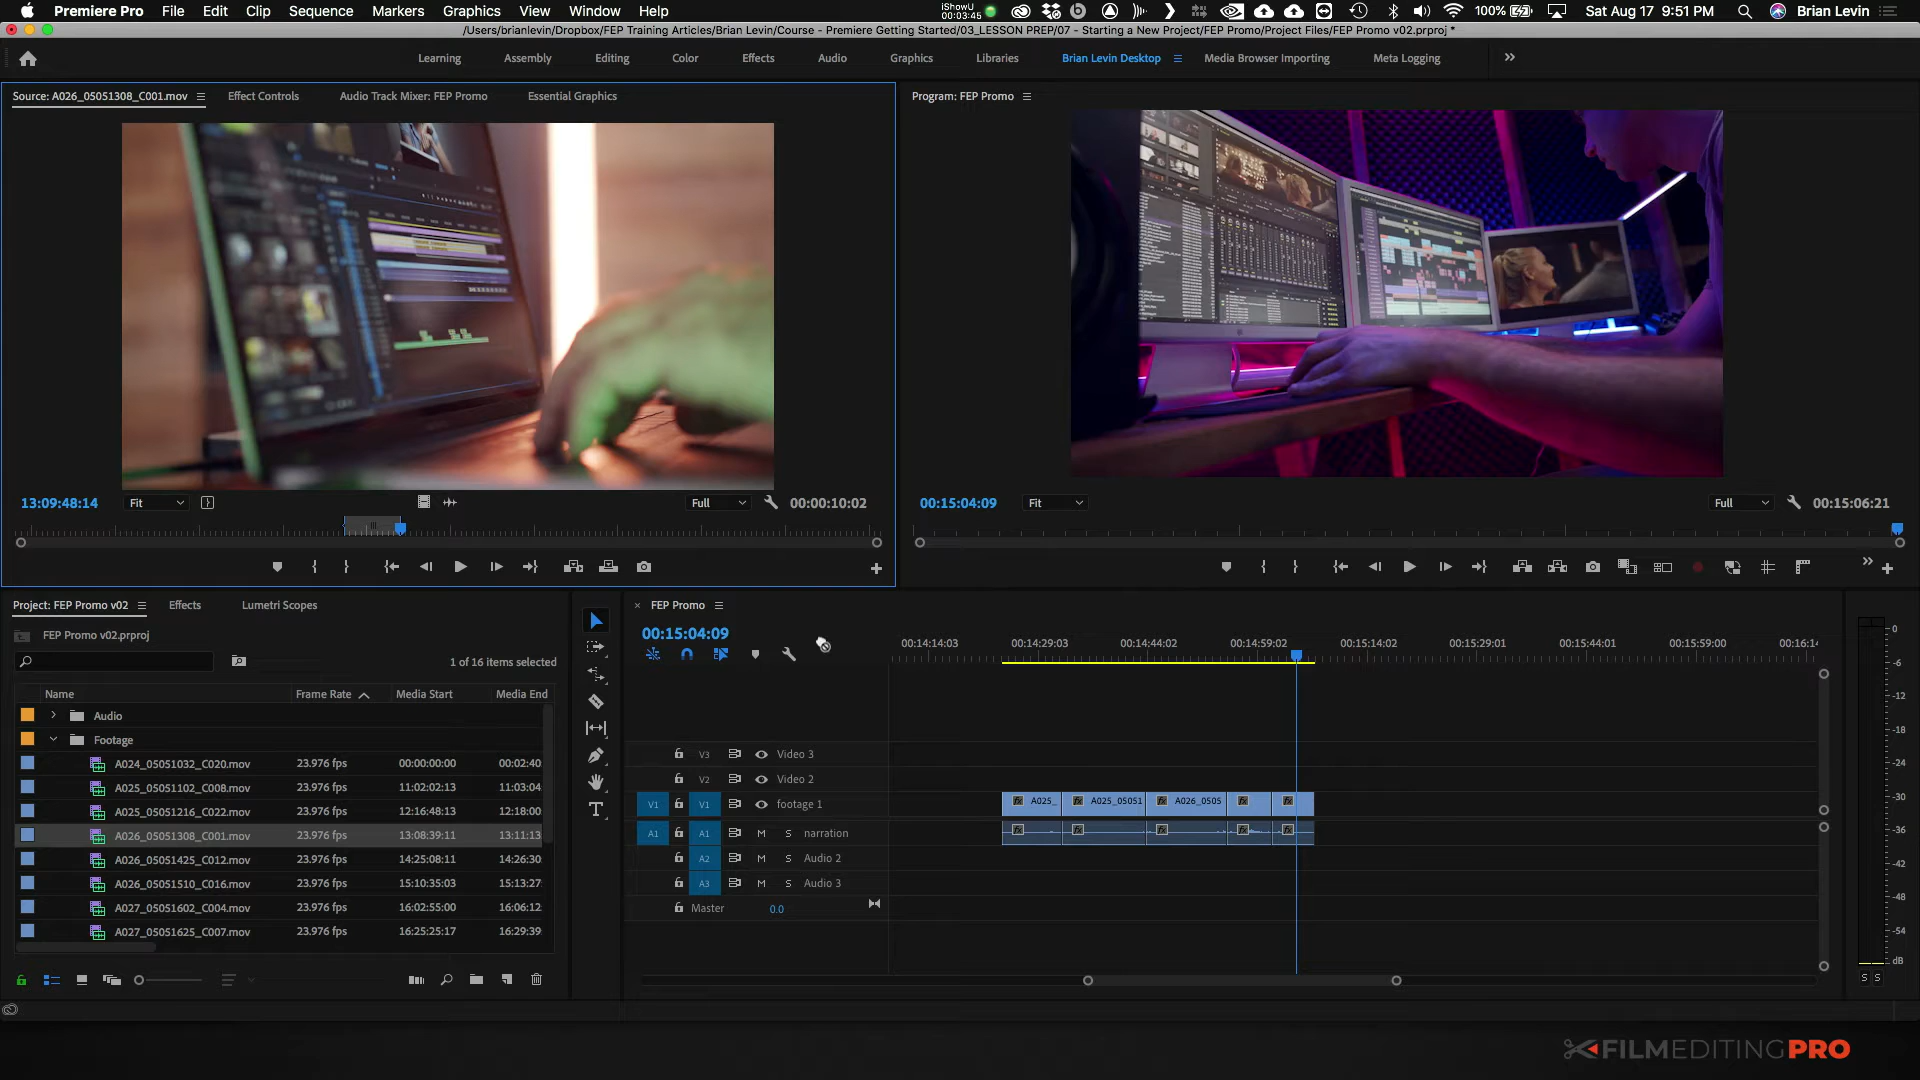 Premiere Pro File Edit Clip Sequence Markers Graphics View Window Help iShowU 00:03:45 100% Sat Aug 17 9:51 PM Brian Levin
/Users/brianlevin/Dropbox/FEP Training Articles/Brian Levin/Course - Premiere Getting Started/03_LESSON PREP/07 - Starting a New Project/FEP Promo/Project Files/FEP Promo v02.prproj *
Learning Assembly Editing Color Effects Audio Graphics Libraries Brian Levin Desktop Media Browser Importing Meta Logging
Source: A026_05051308_C001.mov Effect Controls Audio Track Mixer: FEP Promo Essential Graphics
Program: FEP Promo
13:09:48:14 Fit Full 00:00:10:02
00:15:04:09 Fit Full 00:15:06:21
Project: FEP Promo v02 Effects Lumetri Scopes
FEP Promo v02.prproj
1 of 16 items selected
Name Frame Rate Media Start Media End
Audio
Footage
A024_05051032_C020.mov 23.976 fps 00:00:00:00 00:02:40:
A025_05051102_C008.mov 23.976 fps 11:02:02:13 11:03:04:
A025_05051216_C022.mov 23.976 fps 12:16:48:13 12:18:00:
A026_05051308_C001.mov 23.976 fps 13:08:39:11 13:11:13:
A026_05051425_C012.mov 23.976 fps 14:25:08:11 14:26:30:
A026_05051510_C016.mov 23.976 fps 15:10:35:03 15:13:27:
A027_05051602_C004.mov 23.976 fps 16:02:55:00 16:06:12:
A027_05051625_C007.mov 23.976 fps 16:25:25:17 16:29:39:
FEP Promo
00:15:04:09
00:14:14:03 00:14:29:03 00:14:44:02 00:14:59:02 00:15:14:02 00:15:29:01 00:15:44:01 00:15:59:00 00:16:14
V3 Video 3
V2 Video 2
V1 V1 footage 1 A025_ A025_05051 A026_0505
A1 A1 M S narration
A2 M S Audio 2
A3 M S Audio 3
Master 0.0
0
-6
-12
-18
-24
-30
-36
-42
-48
-54
dB
S S
FILMEDITINGPRO